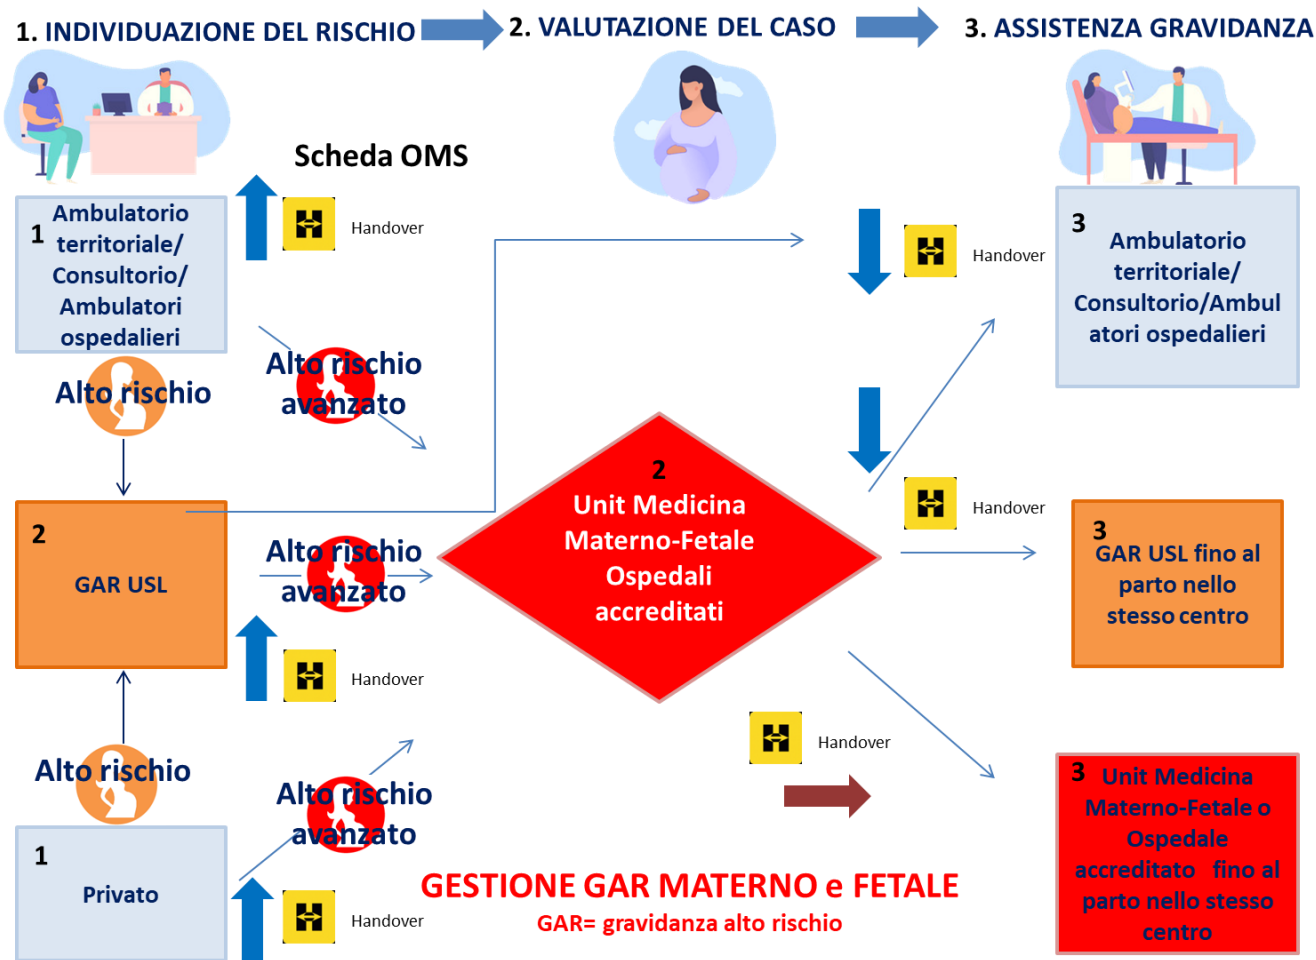 1. INDIVIDUAZIONE DEL RISCHIO
2. VALUTAZIONE DEL CASO
3. ASSISTENZA GRAVIDANZA
Scheda OMS
1
Ambulatorio
territoriale/
Consultorio/
Ambulatori
ospedalieri
Handover
Handover
3
Ambulatorio
territoriale/
Consultorio/Ambul
atori ospedalieri
Alto rischio
Alto rischio
avanzato
2
GAR USL
Alto rischio
avanzato
Handover
2
Unit Medicina
Materno-Fetale
Ospedali
accreditati
Handover
3
GAR USL fino al
parto nello
stesso centro
Alto rischio
Alto rischio
avanzato
Handover
1
Privato
Handover
3
Unit Medicina
Materno-Fetale o
Ospedale
accreditato fino al
parto nello stesso
centro
GESTIONE GAR MATERNO e FETALE
GAR= gravidanza alto rischio